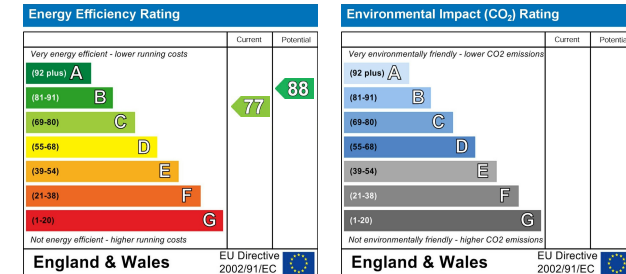 Energy Efficiency Rating
Current Potential
Very energy efficient - lower running costs
(92 plus) A
(81-91) B
(69-80) C
(55-68) D
(39-54) E
(21-38) F
(1-20) G
77
88
Not energy efficient - higher running costs
England & Wales
EU Directive
2002/91/EC
Environmental Impact (CO₂) Rating
Current Potential
Very environmentally friendly - lower CO2 emissions
(92 plus) A
(81-91) B
(69-80) C
(55-68) D
(39-54) E
(21-38) F
(1-20) G
Not environmentally friendly - higher CO2 emissions
England & Wales
EU Directive
2002/91/EC